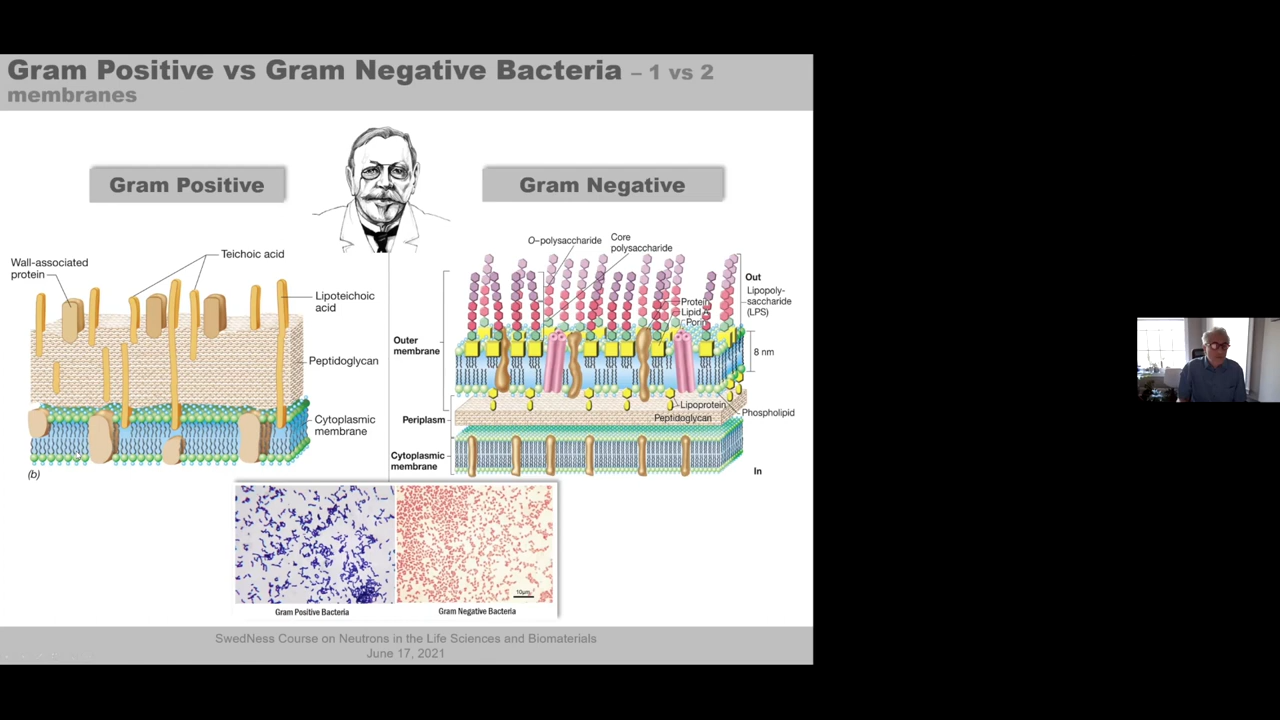 Gram Positive vs Gram Negative Bacteria – 1 vs 2
membranes
Gram Positive
Gram Negative
Wall-associated
protein
Teichoic acid
Lipoteichoic
acid
Peptidoglycan
Cytoplasmic
membrane
(b)
O-polysaccharide
Core
polysaccharide
Out
Lipopoly-
saccharide
(LPS)
Protein
Lipid A
Porin
Outer
membrane
8 nm
Lipoprotein
Phospholipid
Periplasm
Peptidoglycan
Cytoplasmic
membrane
In
10μm
Gram Positive Bacteria
Gram Negative Bacteria
SwedNess Course on Neutrons in the Life Sciences and Biomaterials
June 17, 2021